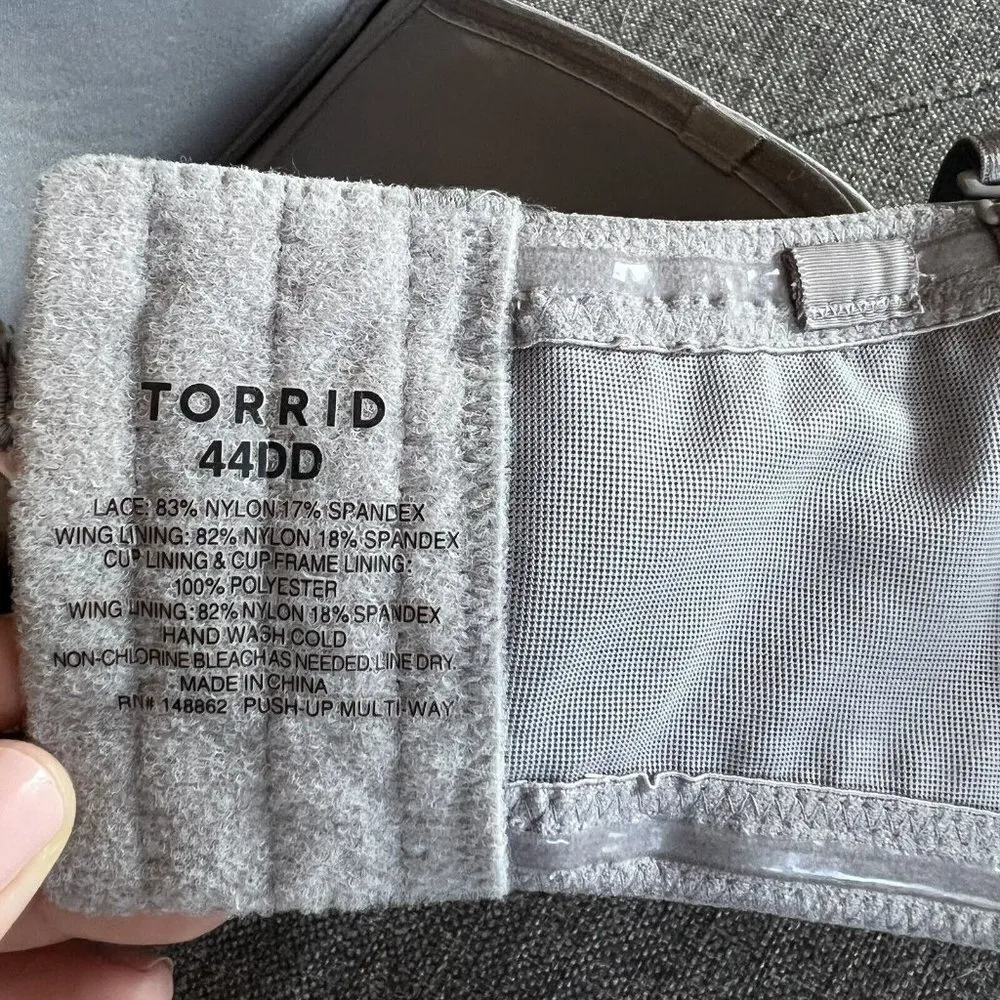 TORRID
44DD
LACE: 83% NYLON 17% SPANDEX
WING LINING: 82% NYLON 18% SPANDEX
CUP LINING & CUP FRAME LINING:
100% POLYESTER
WING LINING: 82% NYLON 18% SPANDEX
HAND WASH COLD
NON-CHLORINE BLEACH AS NEEDED. LINE DRY.
MADE IN CHINA
RN# 148862 PUSH-UP MULTI-WAY